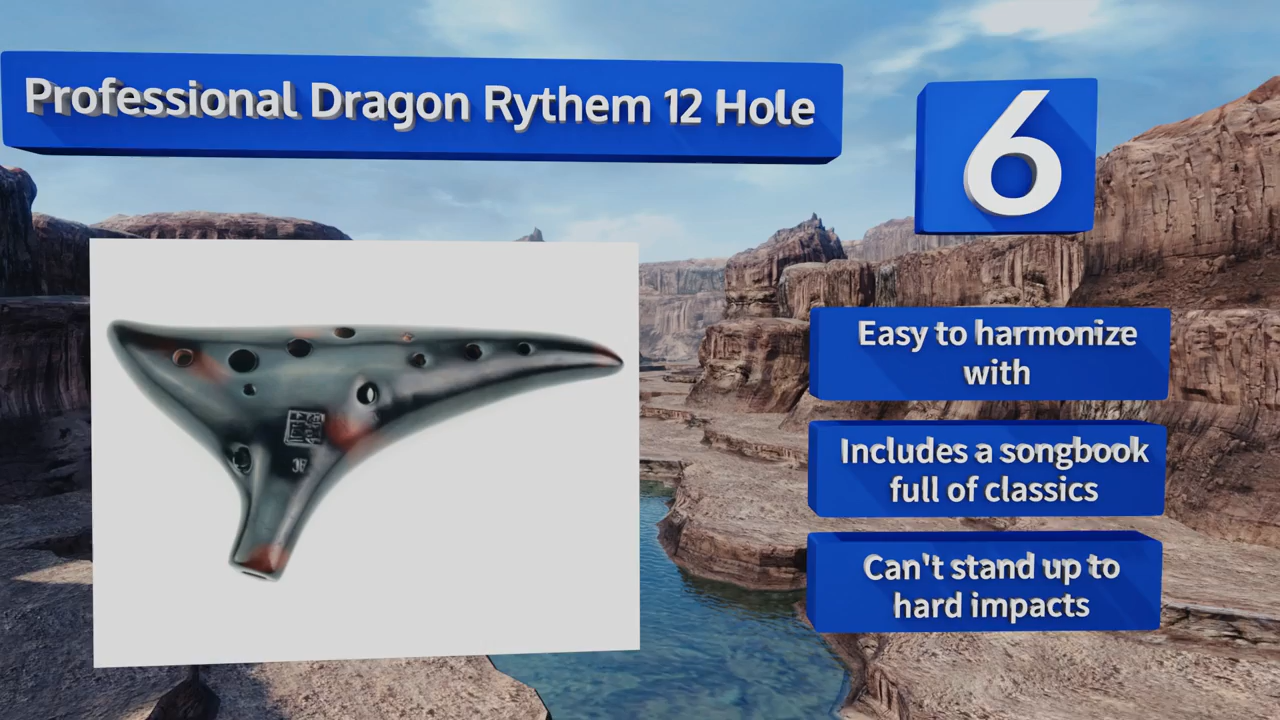 Professional Dragon Rythem 12 Hole
6
Easy to harmonize
with
Includes a songbook
full of classics
Can't stand up to
hard impacts